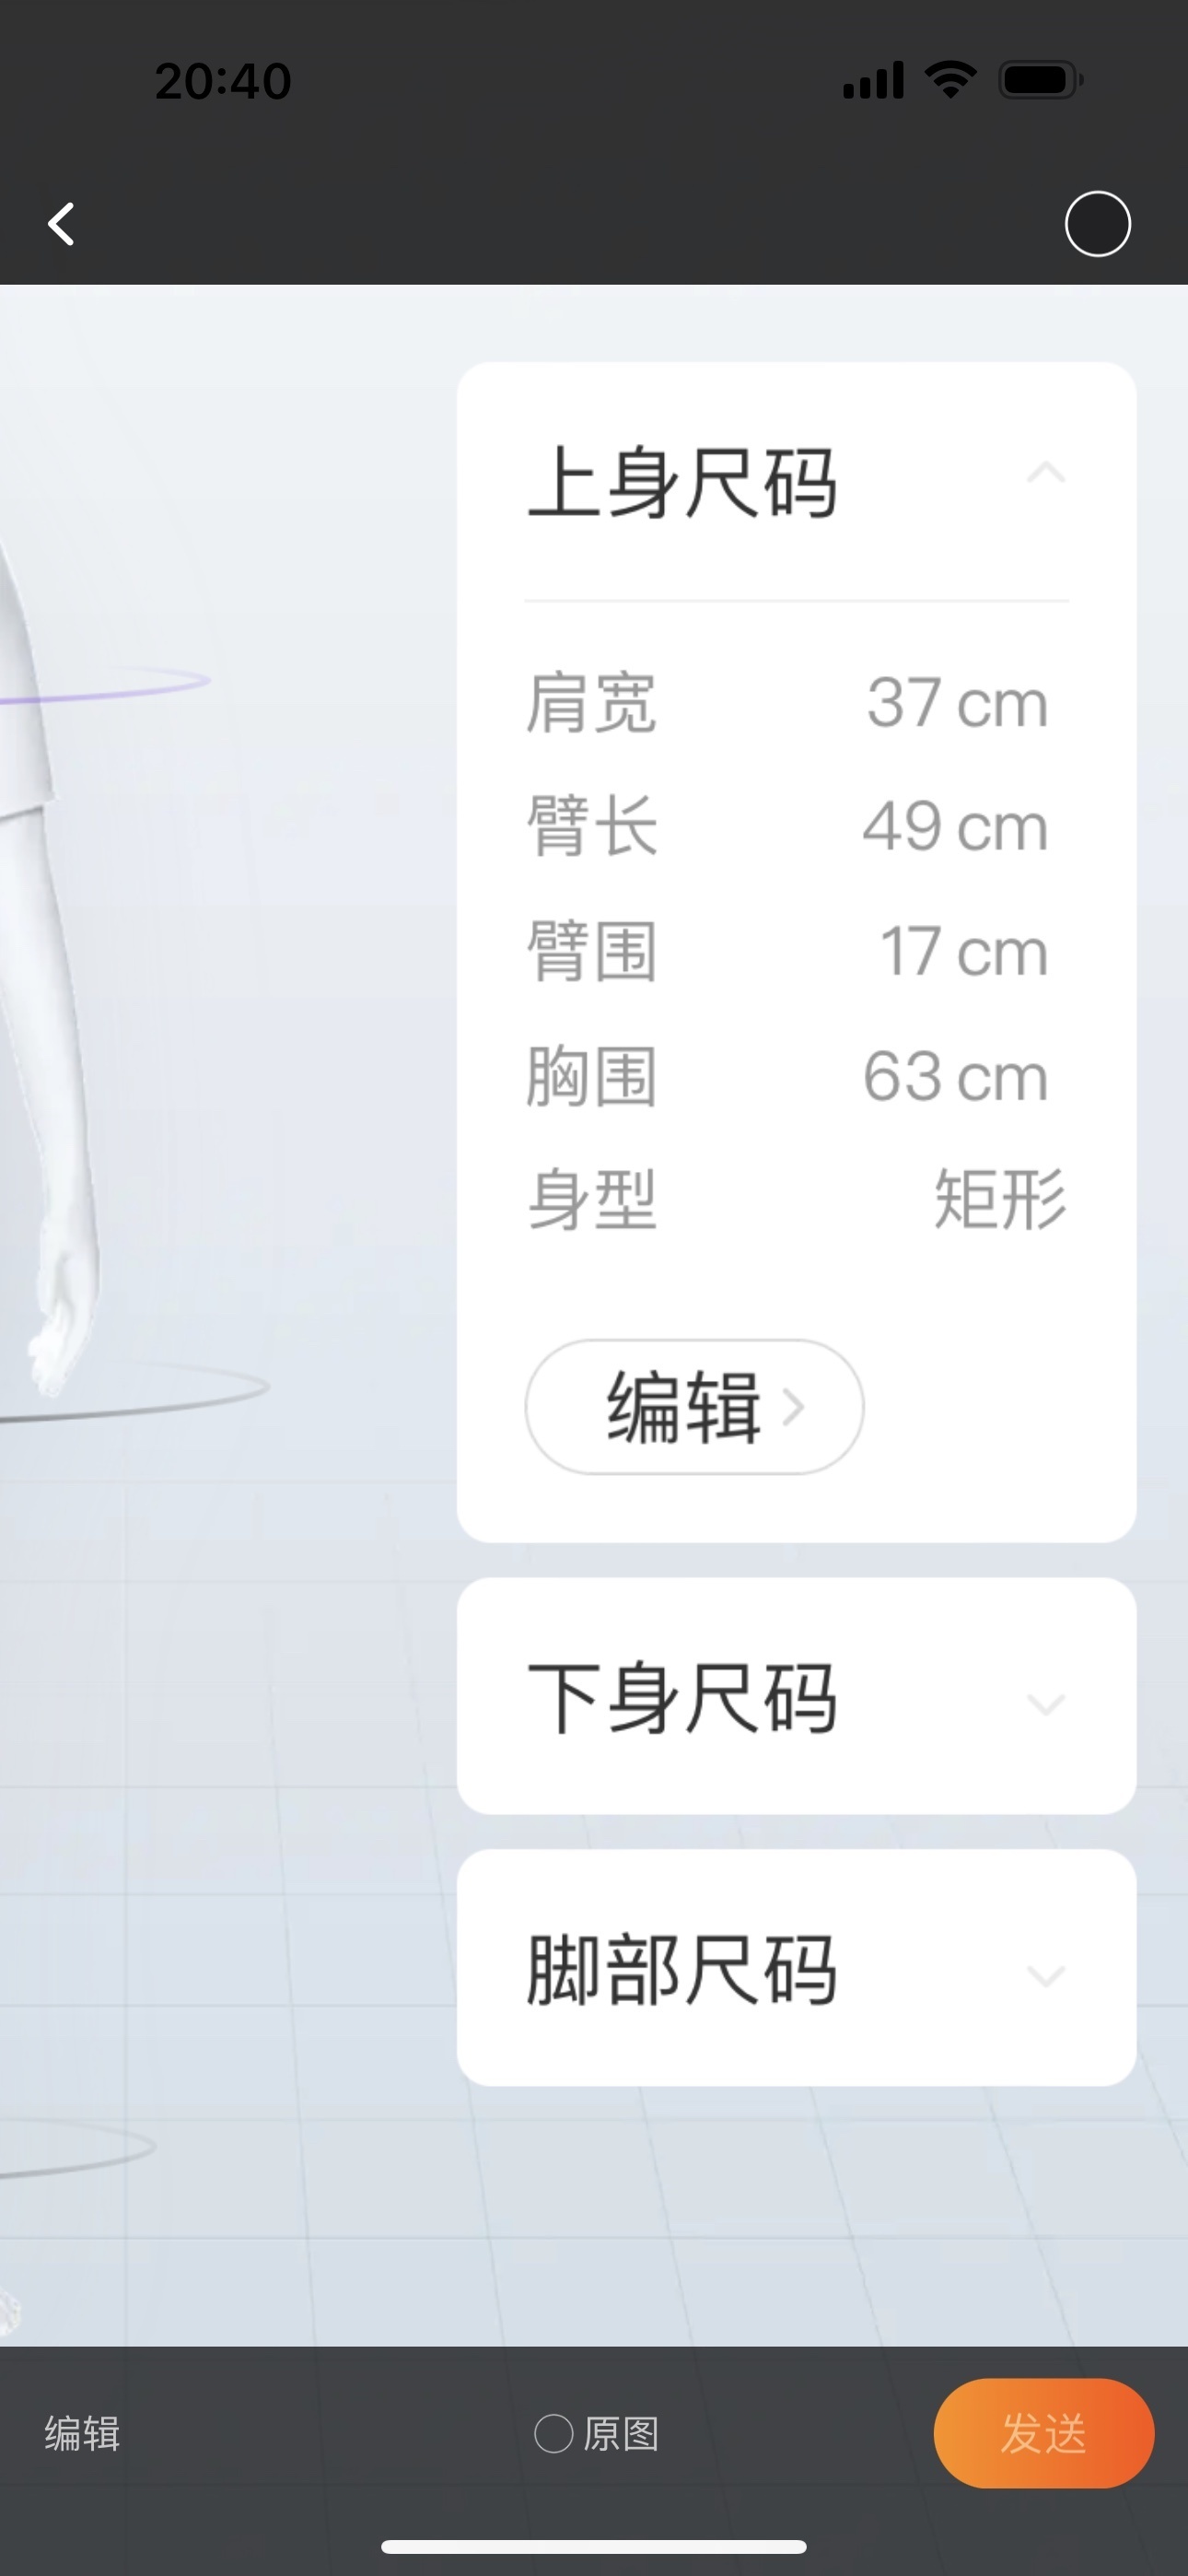 20:40
上身尺码
肩宽 37 cm
臂长 49 cm
臂围 17 cm
胸围 63 cm
身型 矩形
编辑
下身尺码
脚部尺码
编辑 原图 发送